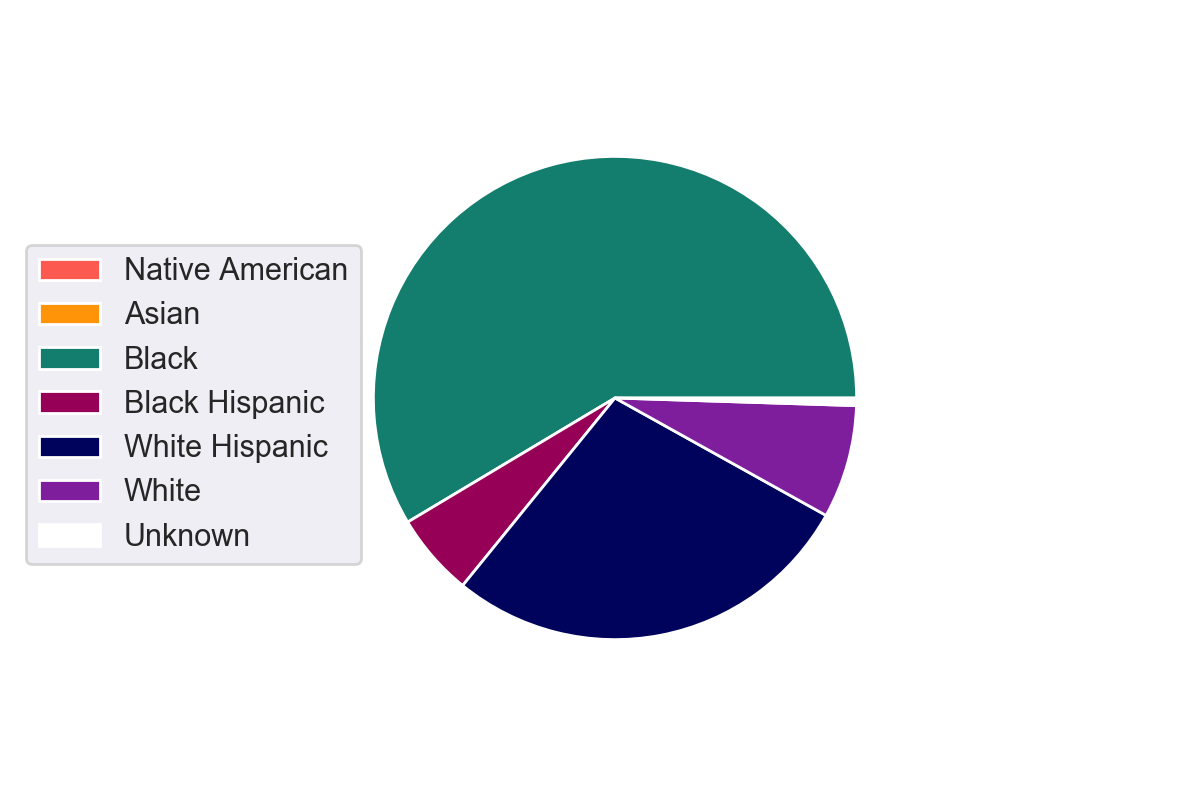 Native American
Asian
Black
Black Hispanic
White Hispanic
White
Unknown